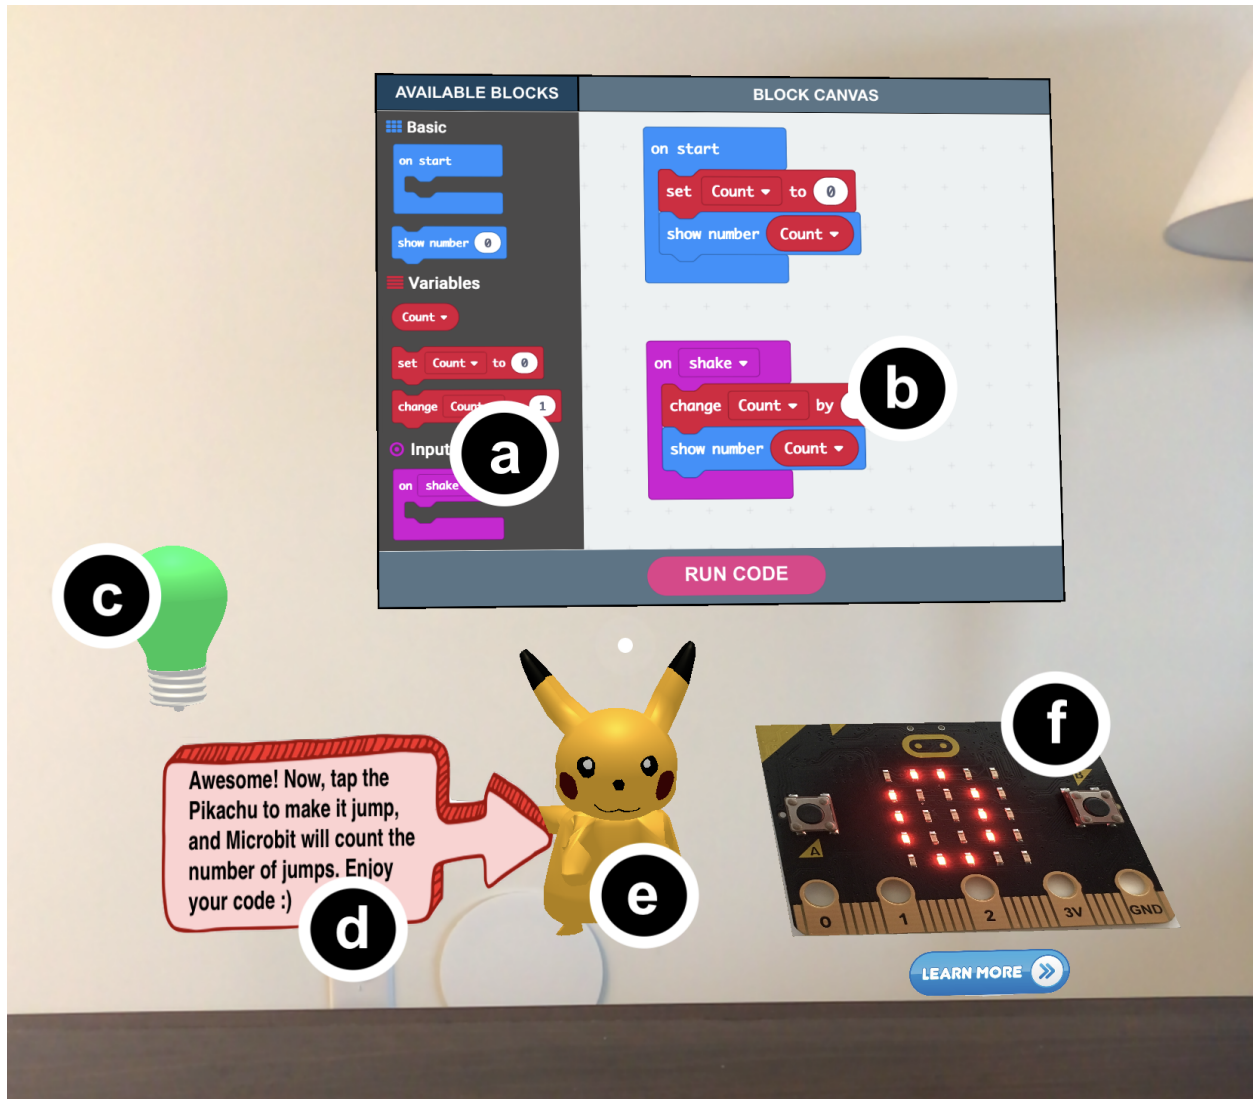 AVAILABLE BLOCKS
BLOCK CANVAS
Basic
on start
show number 0
Variables
Count
set Count to 0
change 1
Input
on shake
on start
set Count to 0
show number Count
on shake
change Count by
show number Count
a
b
RUN CODE
c
Awesome! Now, tap the
Pikachu to make it jump,
and Microbit will count the
number of jumps. Enjoy
your code :)
d
e
f
A
B
0
0 1 2 3V GND
LEARN MORE